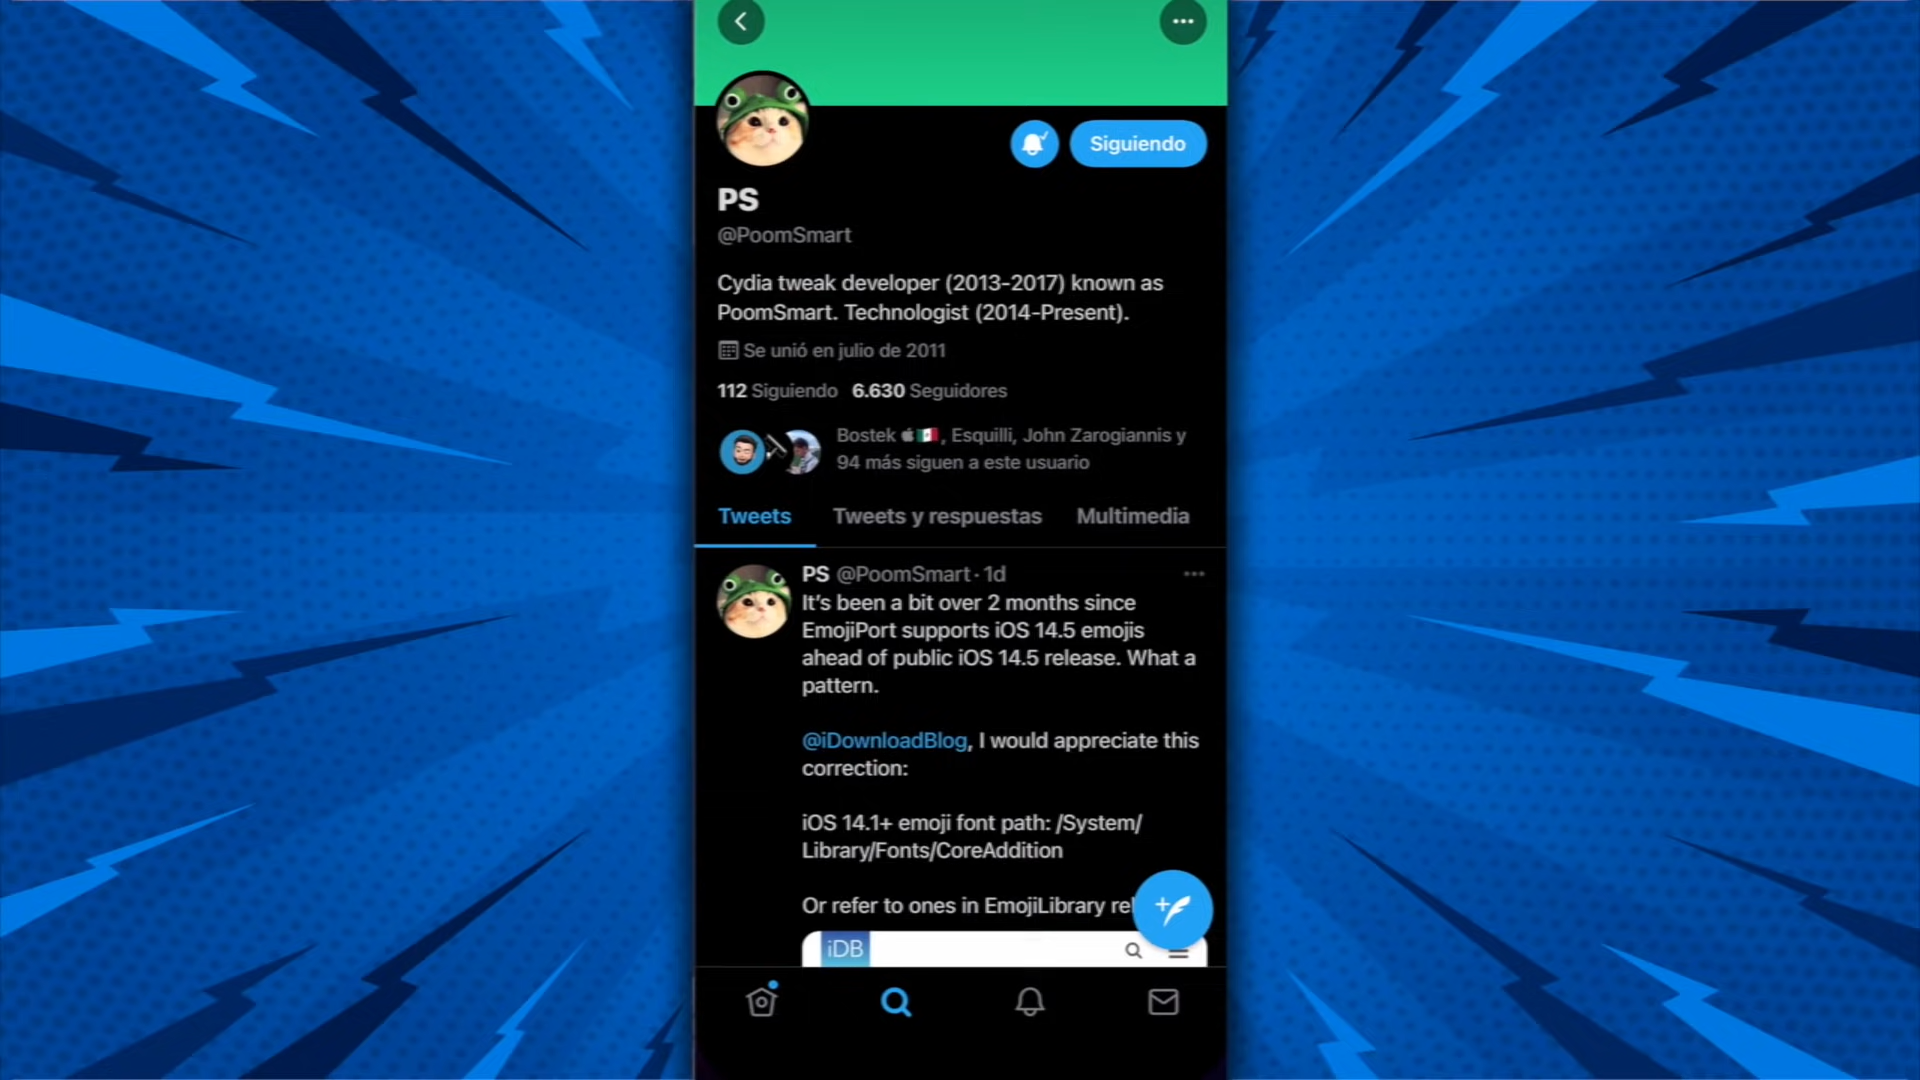 Siguiendo
PS
@PoomSmart
Cydia tweak developer (2013-2017) known as
PoomSmart. Technologist (2014-Present).
Se unió en julio de 2011
112 Siguiendo 6.630 Seguidores
Bostek 🇲🇽, Esquilli, John Zarogiannis y
94 más siguen a este usuario
Tweets Tweets y respuestas Multimedia
PS @PoomSmart · 1d
It's been a bit over 2 months since
EmojiPort supports iOS 14.5 emojis
ahead of public iOS 14.5 release. What a
pattern.
@iDownloadBlog, I would appreciate this
correction:
iOS 14.1+ emoji font path: /System/
Library/Fonts/CoreAddition
Or refer to ones in EmojiLibrary
iDB